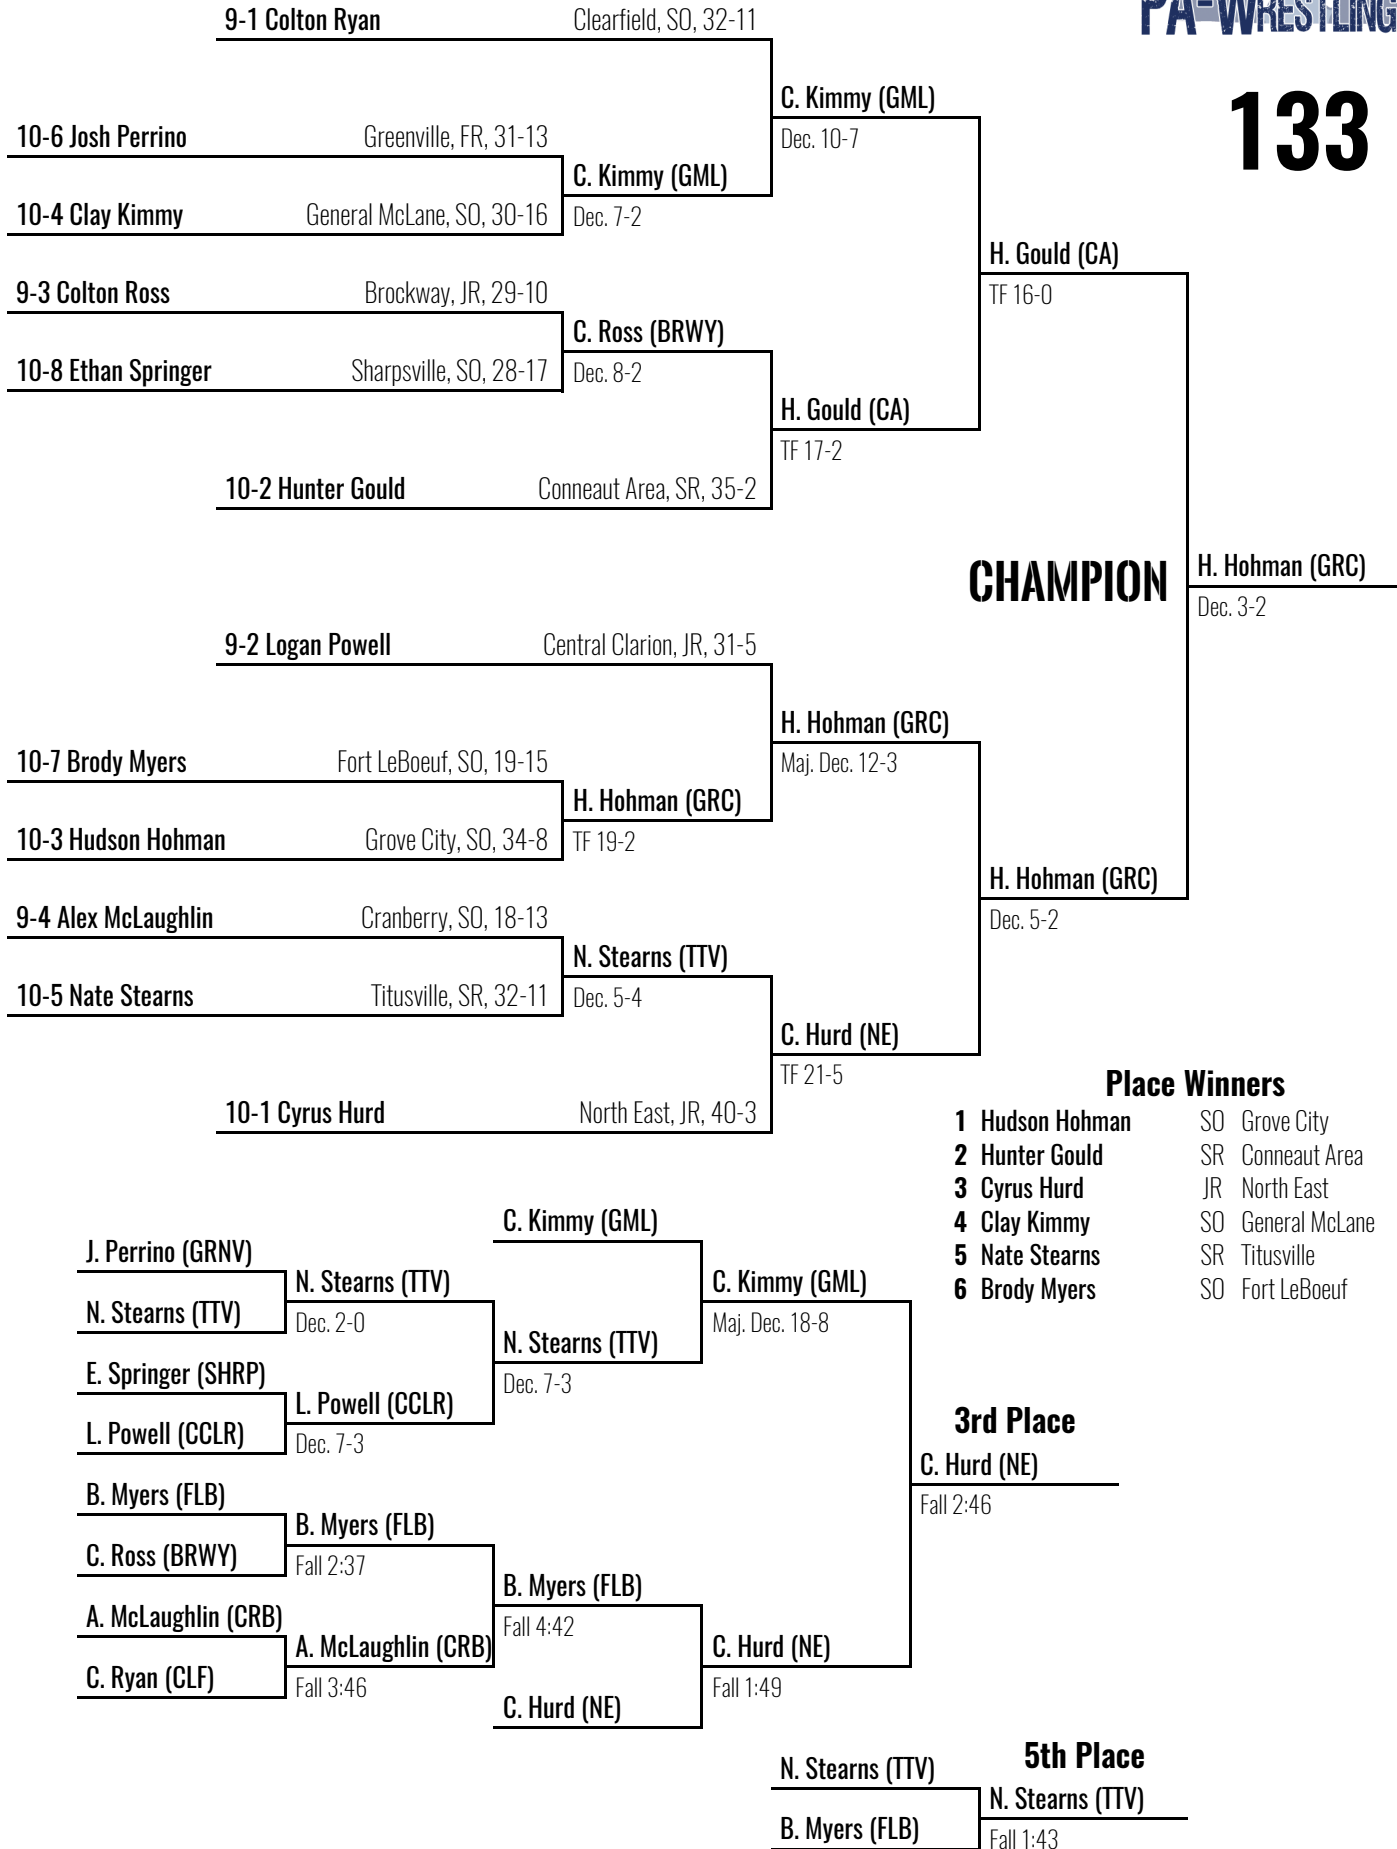 PA-WRESTLING
133
9-1 Colton Ryan Clearfield, SO, 32-11
C. Kimmy (GML)
Dec. 10-7
10-6 Josh Perrino Greenville, FR, 31-13
C. Kimmy (GML)
Dec. 7-2
10-4 Clay Kimmy General McLane, SO, 30-16
H. Gould (CA)
TF 16-0
9-3 Colton Ross Brockway, JR, 29-10
C. Ross (BRWY)
Dec. 8-2
10-8 Ethan Springer Sharpsville, SO, 28-17
H. Gould (CA)
TF 17-2
10-2 Hunter Gould Conneaut Area, SR, 35-2
CHAMPION
H. Hohman (GRC)
Dec. 3-2
9-2 Logan Powell Central Clarion, JR, 31-5
H. Hohman (GRC)
Maj. Dec. 12-3
10-7 Brody Myers Fort LeBoeuf, SO, 19-15
H. Hohman (GRC)
TF 19-2
10-3 Hudson Hohman Grove City, SO, 34-8
H. Hohman (GRC)
Dec. 5-2
9-4 Alex McLaughlin Cranberry, SO, 18-13
N. Stearns (TTV)
Dec. 5-4
10-5 Nate Stearns Titusville, SR, 32-11
C. Hurd (NE)
TF 21-5
10-1 Cyrus Hurd North East, JR, 40-3
Place Winners
1 Hudson Hohman SO Grove City
2 Hunter Gould SR Conneaut Area
3 Cyrus Hurd JR North East
4 Clay Kimmy SO General McLane
5 Nate Stearns SR Titusville
6 Brody Myers SO Fort LeBoeuf
C. Kimmy (GML)
J. Perrino (GRNV)
N. Stearns (TTV)
Dec. 2-0
N. Stearns (TTV)
C. Kimmy (GML)
Maj. Dec. 18-8
N. Stearns (TTV)
Dec. 7-3
E. Springer (SHRP)
L. Powell (CCLR)
Dec. 7-3
L. Powell (CCLR)
3rd Place
C. Hurd (NE)
Fall 2:46
B. Myers (FLB)
B. Myers (FLB)
Fall 2:37
C. Ross (BRWY)
B. Myers (FLB)
Fall 4:42
A. McLaughlin (CRB)
A. McLaughlin (CRB)
Fall 3:46
C. Ryan (CLF)
C. Hurd (NE)
Fall 1:49
C. Hurd (NE)
5th Place
N. Stearns (TTV)
N. Stearns (TTV)
Fall 1:43
B. Myers (FLB)